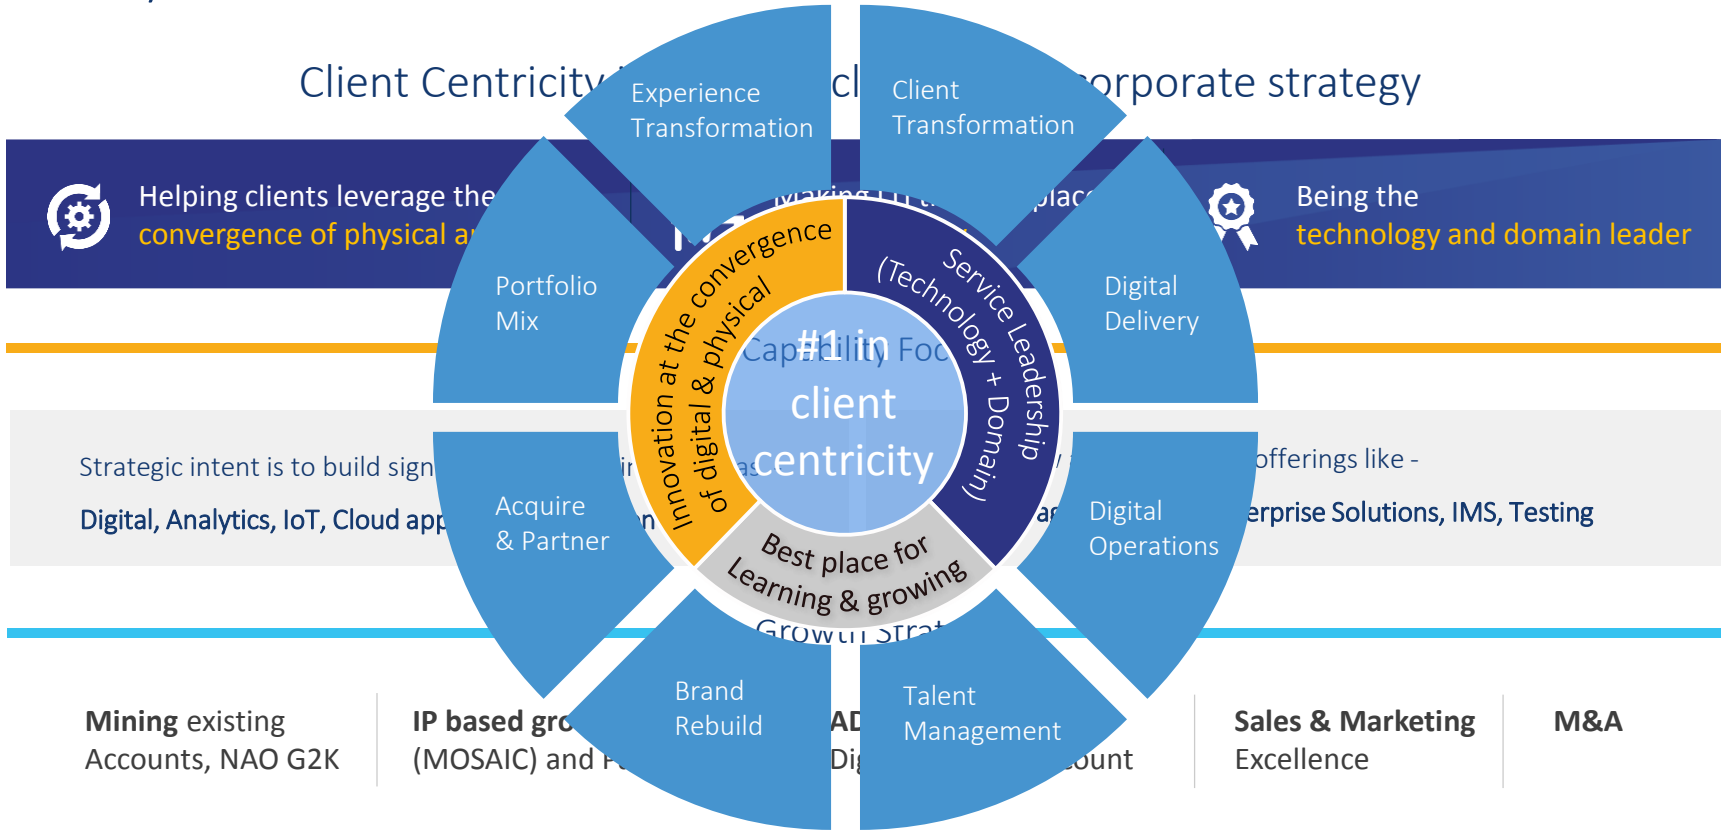 Client Centricity
corporate strategy
Experience
Transformation
Client
Transformation
Helping clients leverage the
convergence of physical
Making LTI
Being the
technology and domain leader
Portfolio
Mix
Digital
Delivery
Innovation at the convergence
of digital & physical
Service Leadership
(Technology + Domain)
Capability
#1 in
client
centricity
Best place for
Learning & growing
Strategic intent is to build
offerings like -
Digital, Analytics, IoT, Cloud
Solutions, IMS, Testing
Acquire
& Partner
Digital
Operations
Growth
Brand
Rebuild
Talent
Management
Mining existing
Accounts, NAO G2K
IP based
(MOSAIC) and
Sales & Marketing
Excellence
M&A